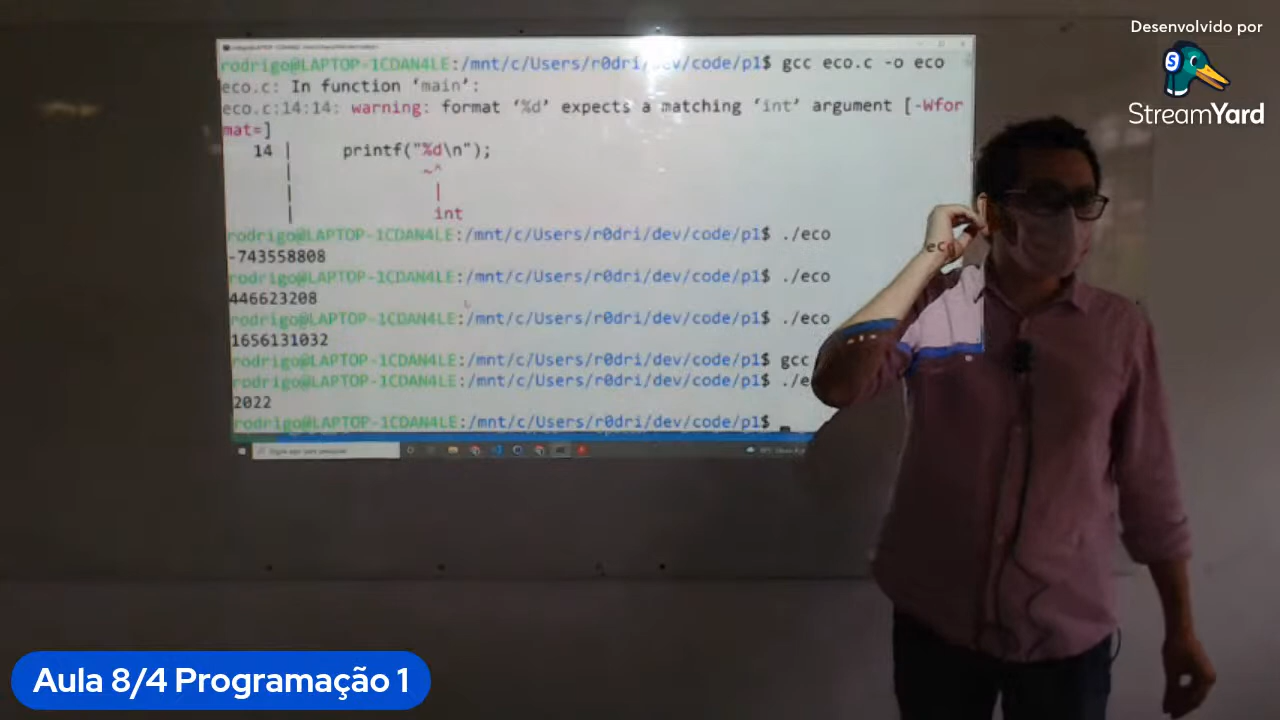 Desenvolvido por
S
StreamYard
rodrigo@LAPTOP-1CDAN4LE:/mnt/c/Users/r0dri/dev/code/p1$ gcc eco.c -o eco
eco.c: In function ‘main’:
eco.c:14:14: warning: format ‘%d’ expects a matching ‘int’ argument [-Wfor
mat=]
14 | printf("%d\n");
| ~^
| |
| int
rodrigo@LAPTOP-1CDAN4LE:/mnt/c/Users/r0dri/dev/code/p1$ ./eco
-743558808
rodrigo@LAPTOP-1CDAN4LE:/mnt/c/Users/r0dri/dev/code/p1$ ./eco
446623208
rodrigo@LAPTOP-1CDAN4LE:/mnt/c/Users/r0dri/dev/code/p1$ ./eco
1656131032
rodrigo@LAPTOP-1CDAN4LE:/mnt/c/Users/r0dri/dev/code/p1$ gcc
rodrigo@LAPTOP-1CDAN4LE:/mnt/c/Users/r0dri/dev/code/p1$
2022
rodrigo@LAPTOP-1CDAN4LE:/mnt/c/Users/r0dri/dev/code/p1$
Aula 8/4 Programação 1